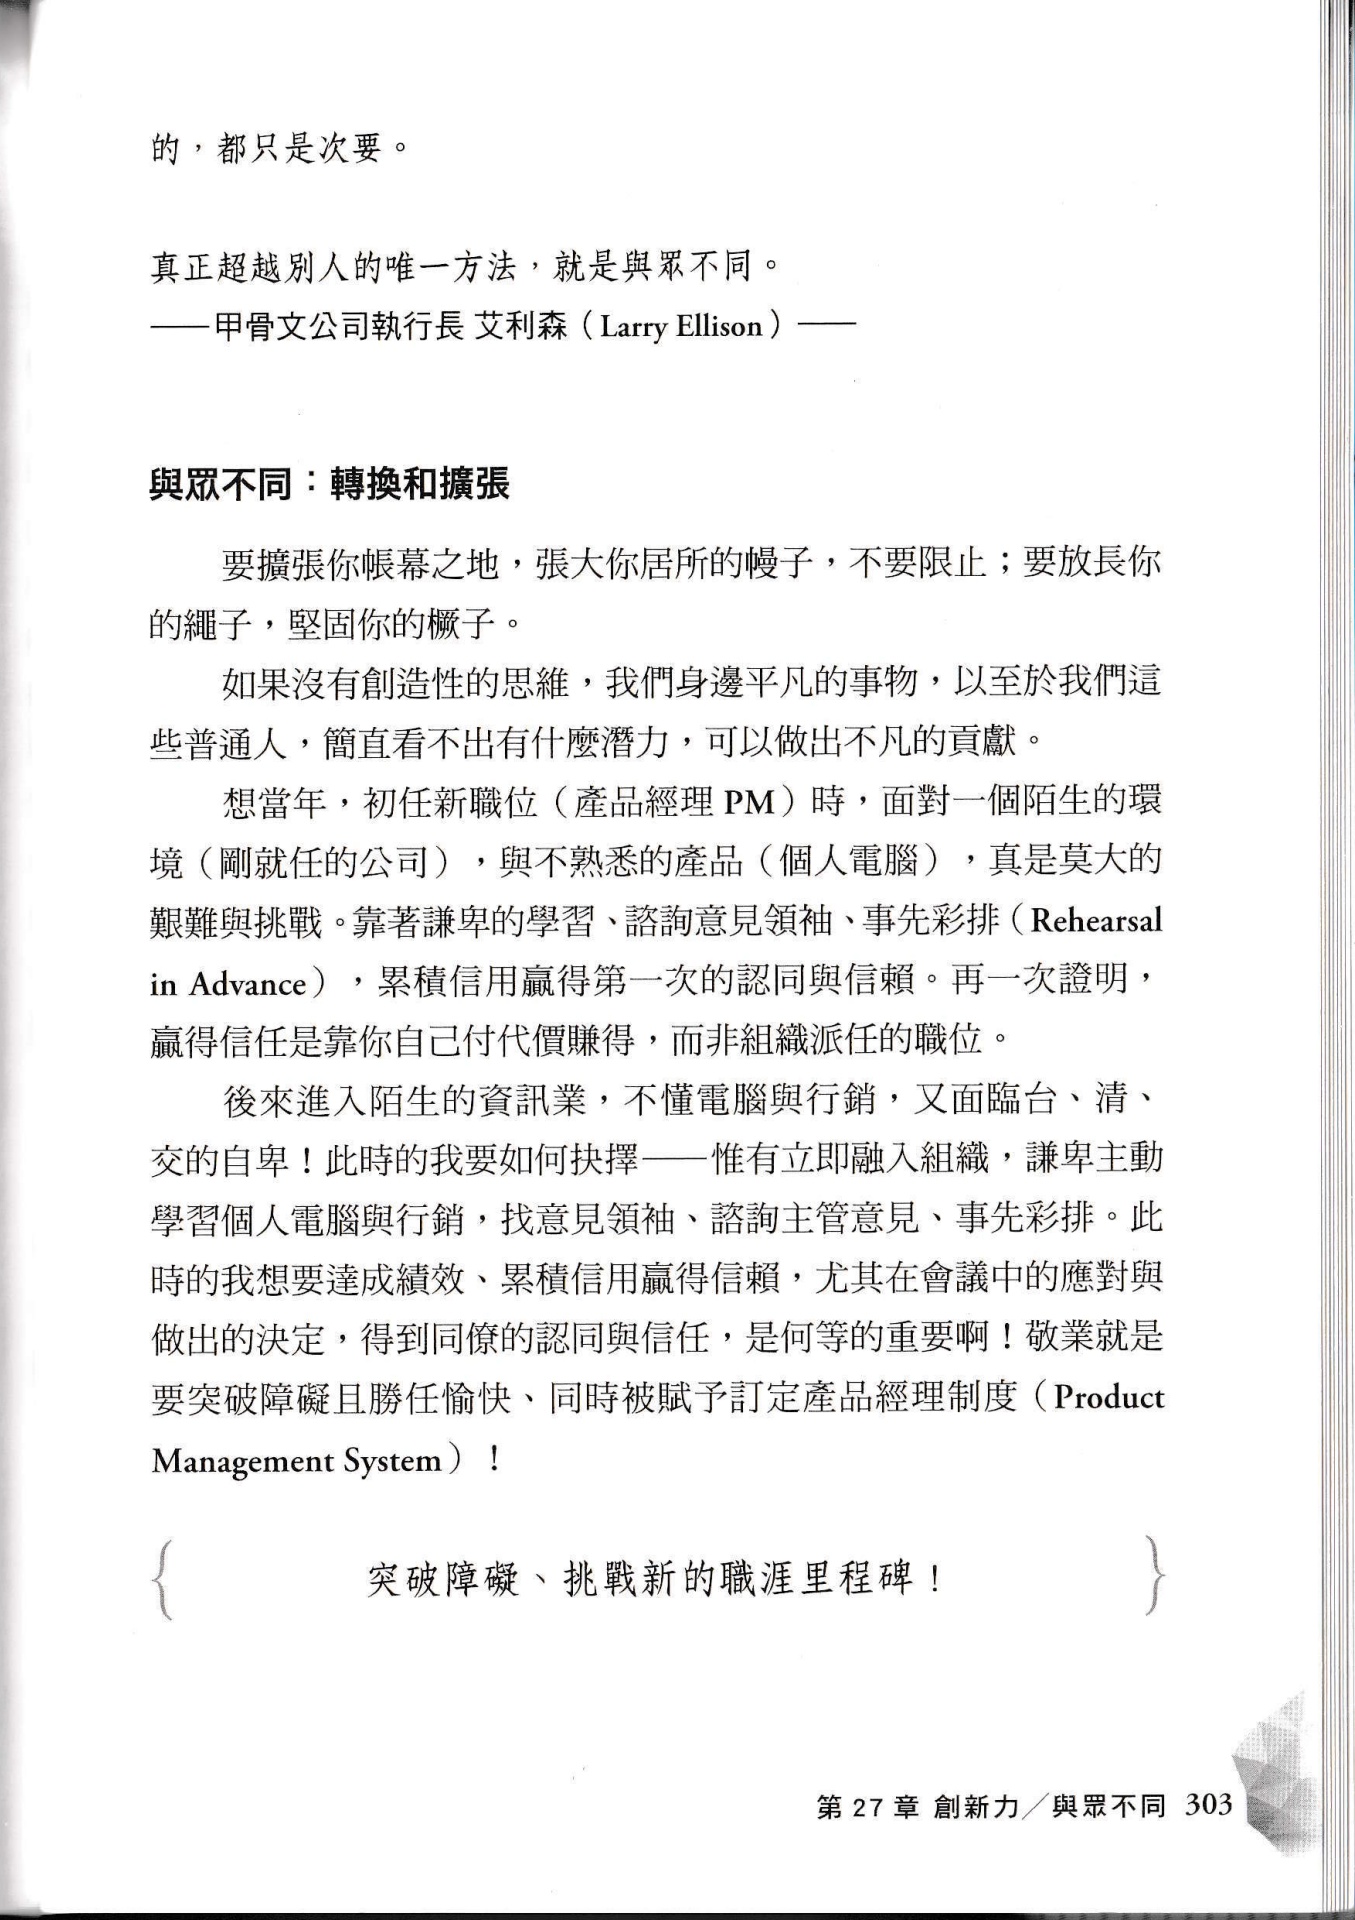 的，都只是次要。
真正超越別人的唯一方法，就是與眾不同。
——甲骨文公司執行長 艾利森（Larry Ellison）——
與眾不同：轉換和擴張
要擴張你帳幕之地，張大你居所的幔子，不要限止；要放長你
的繩子，堅固你的橛子。
如果沒有創造性的思維，我們身邊平凡的事物，以至於我們這
些普通人，簡直看不出有什麼潛力，可以做出不凡的貢獻。
想當年，初任新職位（產品經理 PM）時，面對一個陌生的環
境（剛就任的公司），與不熟悉的產品（個人電腦），真是莫大的
艱難與挑戰。靠著謙卑的學習、諮詢意見領袖、事先彩排（Rehearsal
in Advance），累積信用贏得第一次的認同與信賴。再一次證明，
贏得信任是靠你自己付代價賺得，而非組織派任的職位。
後來進入陌生的資訊業，不懂電腦與行銷，又面臨台、清、
交的自卑！此時的我要如何抉擇——惟有立即融入組織，謙卑主動
學習個人電腦與行銷，找意見領袖、諮詢主管意見、事先彩排。此
時的我想要達成績效、累積信用贏得信賴，尤其在會議中的應對與
做出的決定，得到同僚的認同與信任，是何等的重要啊！敬業就是
要突破障礙且勝任愉快、同時被賦予訂定產品經理制度（Product
Management System）！
{ 突破障礙、挑戰新的職涯里程碑！ }
第 27 章 創新力／與眾不同 303